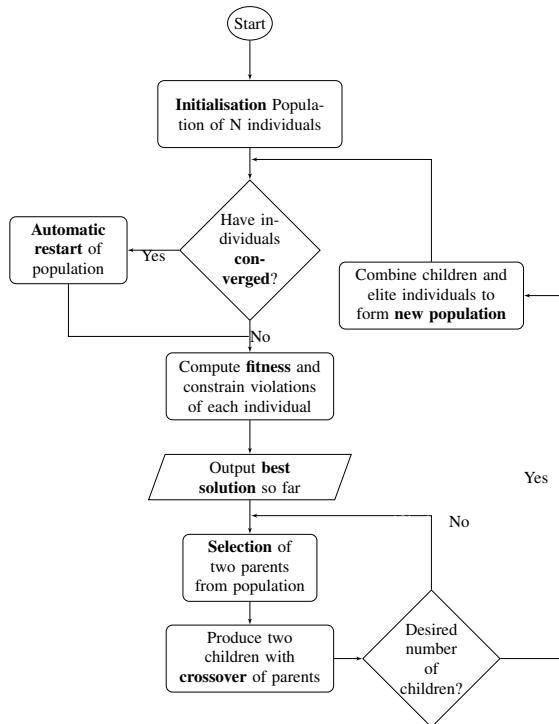 Start
Initialisation Popula-
tion of N individuals
Have in-
dividuals
con-
verged?
Yes
Automatic
restart of
population
No
Combine children and
elite individuals to
form new population
Compute fitness and
constrain violations
of each individual
Output best
solution so far
Yes
No
Selection of
two parents
from population
Produce two
children with
crossover of parents
Desired
number
of
children?